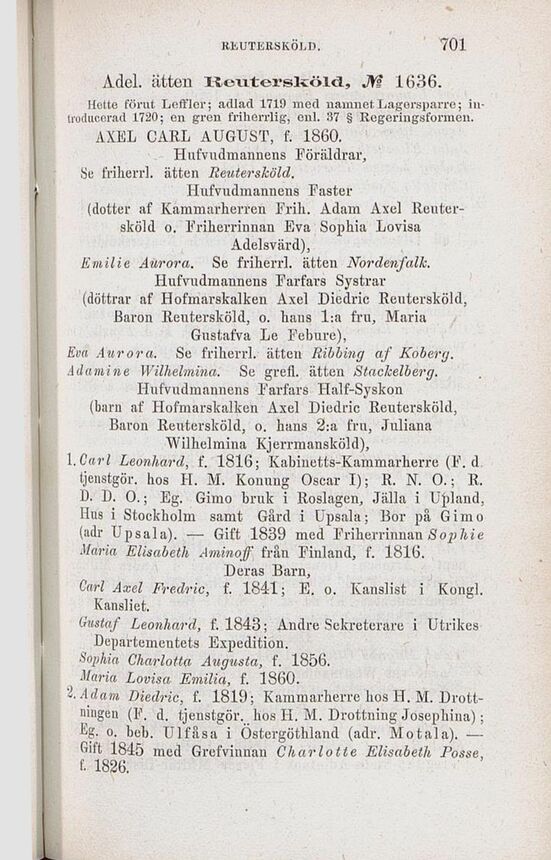 REUTERSKÖLD. 701
Adel. ätten Reutersköld, № 1636.
Hette förut Leffler; adlad 1719 med namnet Lagersparre; in-
troducerad 1720; en gren friherrlig, enl. 37 § Regeringsformen.
AXEL CARL AUGUST, f. 1860.
Hufvudmannens Föräldrar,
Se friherrl. ätten Reutersköld.
Hufvudmannens Faster
(dotter af Kammarherren Frih. Adam Axel Reuter-
sköld o. Friherrinnan Eva Sophia Lovisa
Adelsvärd),
Emilie Aurora. Se friherrl. ätten Nordenfalk.
Hufvudmannens Farfars Systrar
(döttrar af Hofmarskalken Axel Diedric Reutersköld,
Baron Reutersköld, o. hans 1:a fru, Maria
Gustafva Le Febure),
Eva Aurora. Se friherrl. ätten Ribbing af Koberg.
Adamine Wilhelmina. Se grefl. ätten Stackelberg.
Hufvudmannens Farfars Half-Syskon
(barn af Hofmarskalken Axel Diedric Reutersköld,
Baron Reutersköld, o. hans 2:a fru, Juliana
Wilhelmina Kjerrmansköld),
1. Carl Leonhard, f. 1816; Kabinetts-Kammarherre (F. d.
tjenstgör. hos H. M. Konung Oscar I); R. N. O.; R.
D. D. O.; Eg. Gimo bruk i Roslagen, Jälla i Upland,
Hus i Stockholm samt Gård i Upsala; Bor på Gimo
(adr Upsala). — Gift 1839 med Friherrinnan Sophie
Maria Elisabeth Aminoff från Finland, f. 1816.
Deras Barn,
Carl Axel Fredric, f. 1841; E. o. Kanslist i Kongl.
Kansliet.
Gustaf Leonhard, f. 1843; Andre Sekreterare i Utrikes
Departementets Expedition.
Sophia Charlotta Augusta, f. 1856.
Maria Lovisa Emilia, f. 1860.
2. Adam Diedric, f. 1819; Kammarherre hos H. M. Drott-
ningen (F. d. tjenstgör. hos H. M. Drottning Josephina);
Eg. o. beb. Ulfåsa i Östergöthland (adr. Motala). —
Gift 1845 med Grefvinnan Charlotte Elisabeth Posse,
f. 1826.